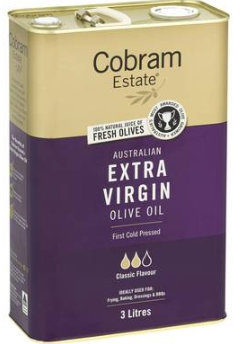 Cobram
Estate®
100% NATURAL JUICE OF
FRESH OLIVES
AUSTRALIAN
EXTRA
VIRGIN
OLIVE OIL
First Cold Pressed
Classic Flavour
IDEALLY USED FOR:
Frying, Baking, Dressings & BBQs
3 Litres